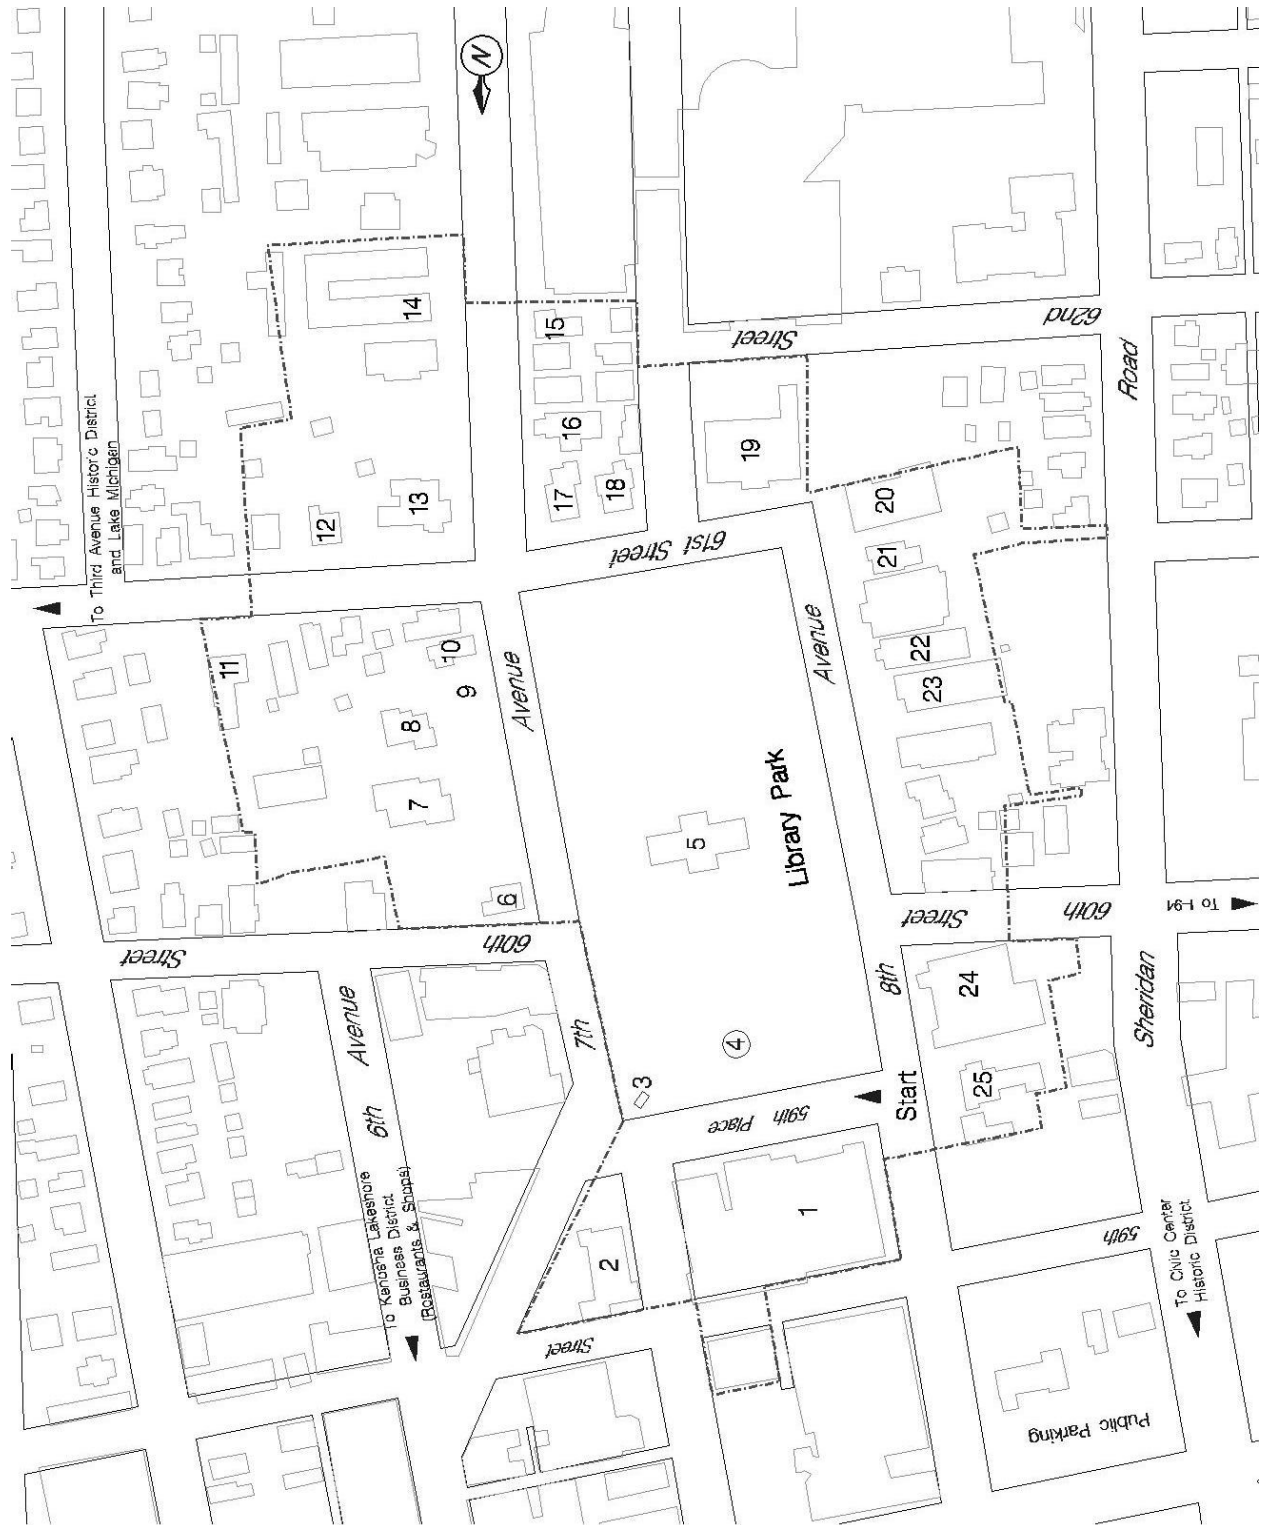 N
To Third Avenue Historic District
and Lake Michigan
14
15
16
17
18
13
12
Street
62nd
Road
19
20
61st Street
21
11
10
9
8
7
6
Avenue
Avenue
22
23
5
Library Park
Street
60th
Street
60th
To I-94
Avenue
6th
7th
8th
24
Sheridan
4
3
59th Place
Start
25
To Kenosha Lakeshore
Business District
(Restaurants & Shops)
1
2
Street
59th
To Civic Center
Historic District
Public Parking